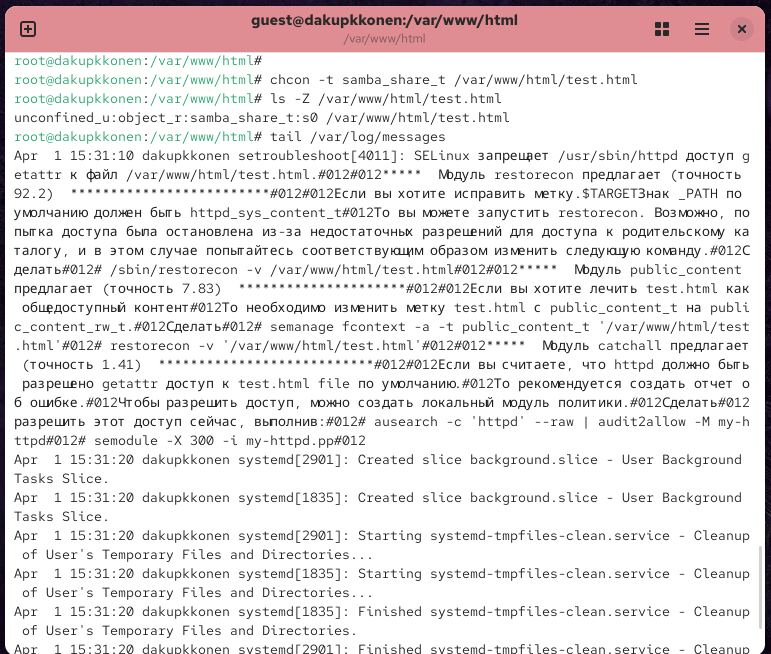 guest@dakupkkonen:/var/www/html
/var/www/html
root@dakupkkonen:/var/www/html#
root@dakupkkonen:/var/www/html# chcon -t samba_share_t /var/www/html/test.html
root@dakupkkonen:/var/www/html# ls -Z /var/www/html/test.html
unconfined_u:object_r:samba_share_t:s0 /var/www/html/test.html
root@dakupkkonen:/var/www/html# tail /var/log/messages
Apr  1 15:31:10 dakupkkonen setroubleshoot[4011]: SELinux запрещает /usr/sbin/httpd доступ g
etattr к файл /var/www/html/test.html.#012#012*****  Модуль restorecon предлагает (точность
92.2)  *************************#012#012Если вы хотите исправить метку.$TARGETЗнак _PATH по
умолчанию должен быть httpd_sys_content_t#012То вы можете запустить restorecon. Возможно, по
пытка доступа была остановлена из-за недостаточных разрешений для доступа к родительскому ка
талогу, и в этом случае попытайтесь соответствующим образом изменить следующую команду.#012С
делать#012# /sbin/restorecon -v /var/www/html/test.html#012#012*****  Модуль public_content
предлагает (точность 7.83)  *********************#012#012Если вы хотите лечить test.html как
 общедоступный контент#012То необходимо изменить метку test.html с public_content_t на publi
c_content_rw_t.#012Сделать#012# semanage fcontext -a -t public_content_t '/var/www/html/test
.html'#012# restorecon -v '/var/www/html/test.html'#012#012*****  Модуль catchall предлагает
 (точность 1.41)  ***************************#012#012Если вы считаете, что httpd должно быть
 разрешено getattr доступ к test.html file по умолчанию.#012То рекомендуется создать отчет о
б ошибке.#012Чтобы разрешить доступ, можно создать локальный модуль политики.#012Сделать#012
разрешить этот доступ сейчас, выполнив:#012# ausearch -c 'httpd' --raw | audit2allow -M my-h
ttpd#012# semodule -X 300 -i my-httpd.pp#012
Apr  1 15:31:20 dakupkkonen systemd[2901]: Created slice background.slice - User Background
Tasks Slice.
Apr  1 15:31:20 dakupkkonen systemd[1835]: Created slice background.slice - User Background
Tasks Slice.
Apr  1 15:31:20 dakupkkonen systemd[2901]: Starting systemd-tmpfiles-clean.service - Cleanup
 of User's Temporary Files and Directories...
Apr  1 15:31:20 dakupkkonen systemd[1835]: Starting systemd-tmpfiles-clean.service - Cleanup
 of User's Temporary Files and Directories...
Apr  1 15:31:20 dakupkkonen systemd[1835]: Finished systemd-tmpfiles-clean.service - Cleanup
 of User's Temporary Files and Directories.
Apr  1 15:31:20 dakupkkonen systemd[2901]: Finished systemd-tmpfiles-clean.service - Cleanup